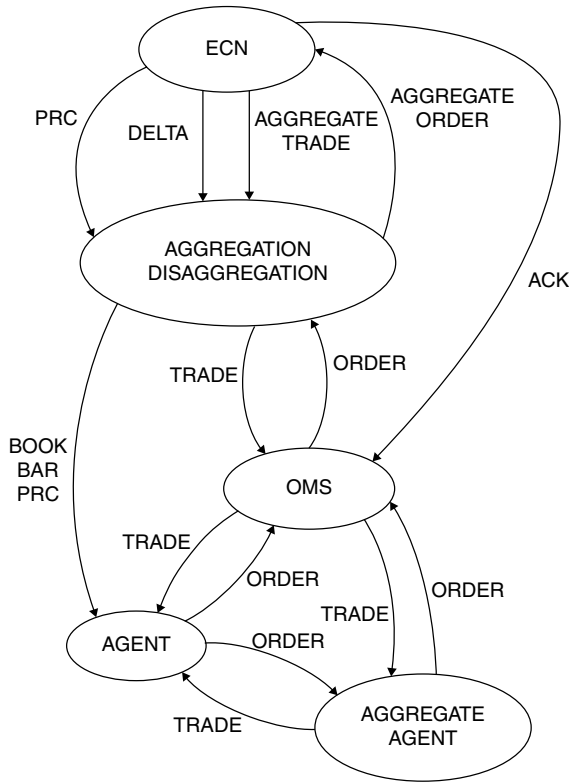 ECN
PRC
DELTA
AGGREGATE
TRADE
AGGREGATE
ORDER
AGGREGATION
DISAGGREGATION
ACK
TRADE
ORDER
BOOK
BAR
PRC
OMS
TRADE
ORDER
TRADE
ORDER
AGENT
ORDER
TRADE
AGGREGATE
AGENT